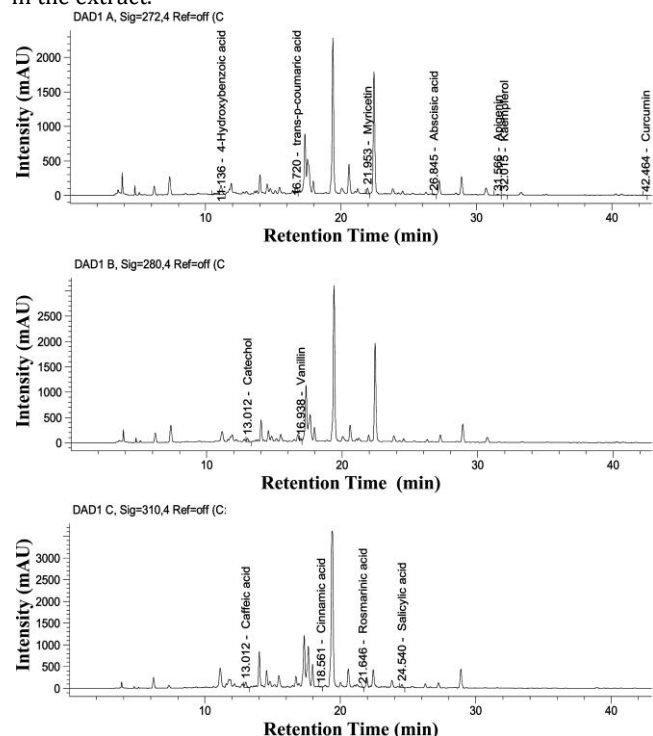 in the extract.
DAD1 A, Sig=272,4 Ref=off (C
Intensity (mAU)
2000
1500
1000
500
0
11.136 - 4-Hydroxybenzoic acid
16.720 - trans-p-coumaric acid
21.953 - Myricetin
26.845 - Abscisic acid
31.566 - Apigenin
32.015 - Kaempferol
42.464 - Curcumin
10 20 30 40
Retention Time (min)
DAD1 B, Sig=280,4 Ref=off (C
Intensity (mAU)
2500
2000
1500
1000
500
0
13.012 - Catechol
16.938 - Vanillin
10 20 30 40
Retention Time (min)
DAD1 C, Sig=310,4 Ref=off (C:
Intensity (mAU)
3000
2500
2000
1500
1000
500
0
13.012 - Caffeic acid
18.561 - Cinnamic acid
21.646 - Rosmarinic acid
24.540 - Salicylic acid
10 20 30 40
Retention Time (min)